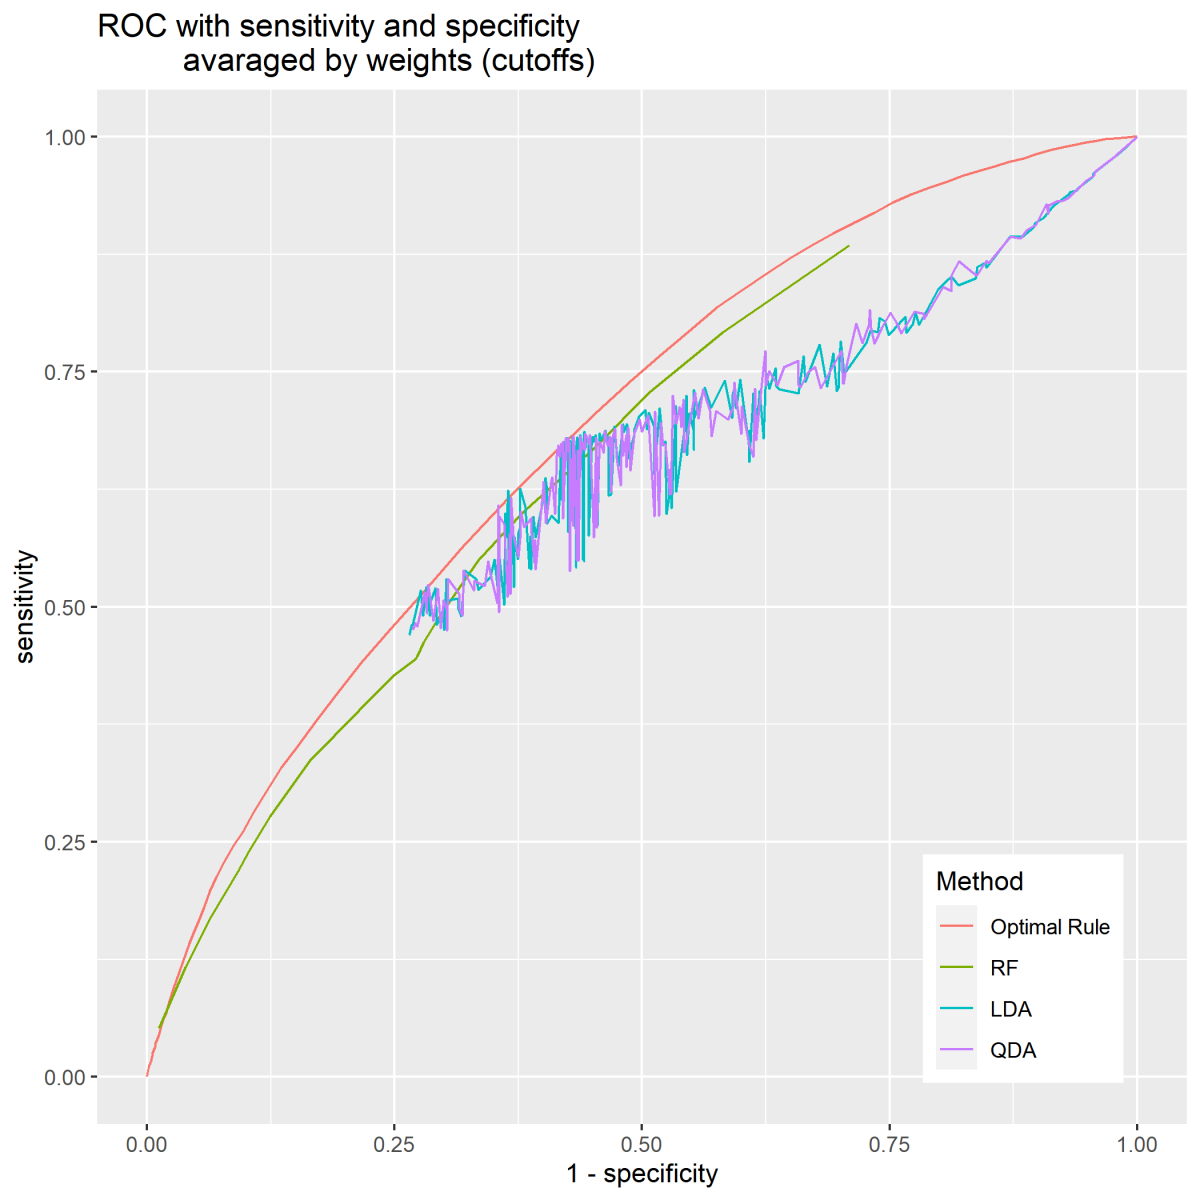 ROC with sensitivity and specificity
avaraged by weights (cutoffs)
1.00
0.75
0.50
0.25
0.00
sensitivity
0.00 0.25 0.50 0.75 1.00
1 - specificity
Method
Optimal Rule
RF
LDA
QDA